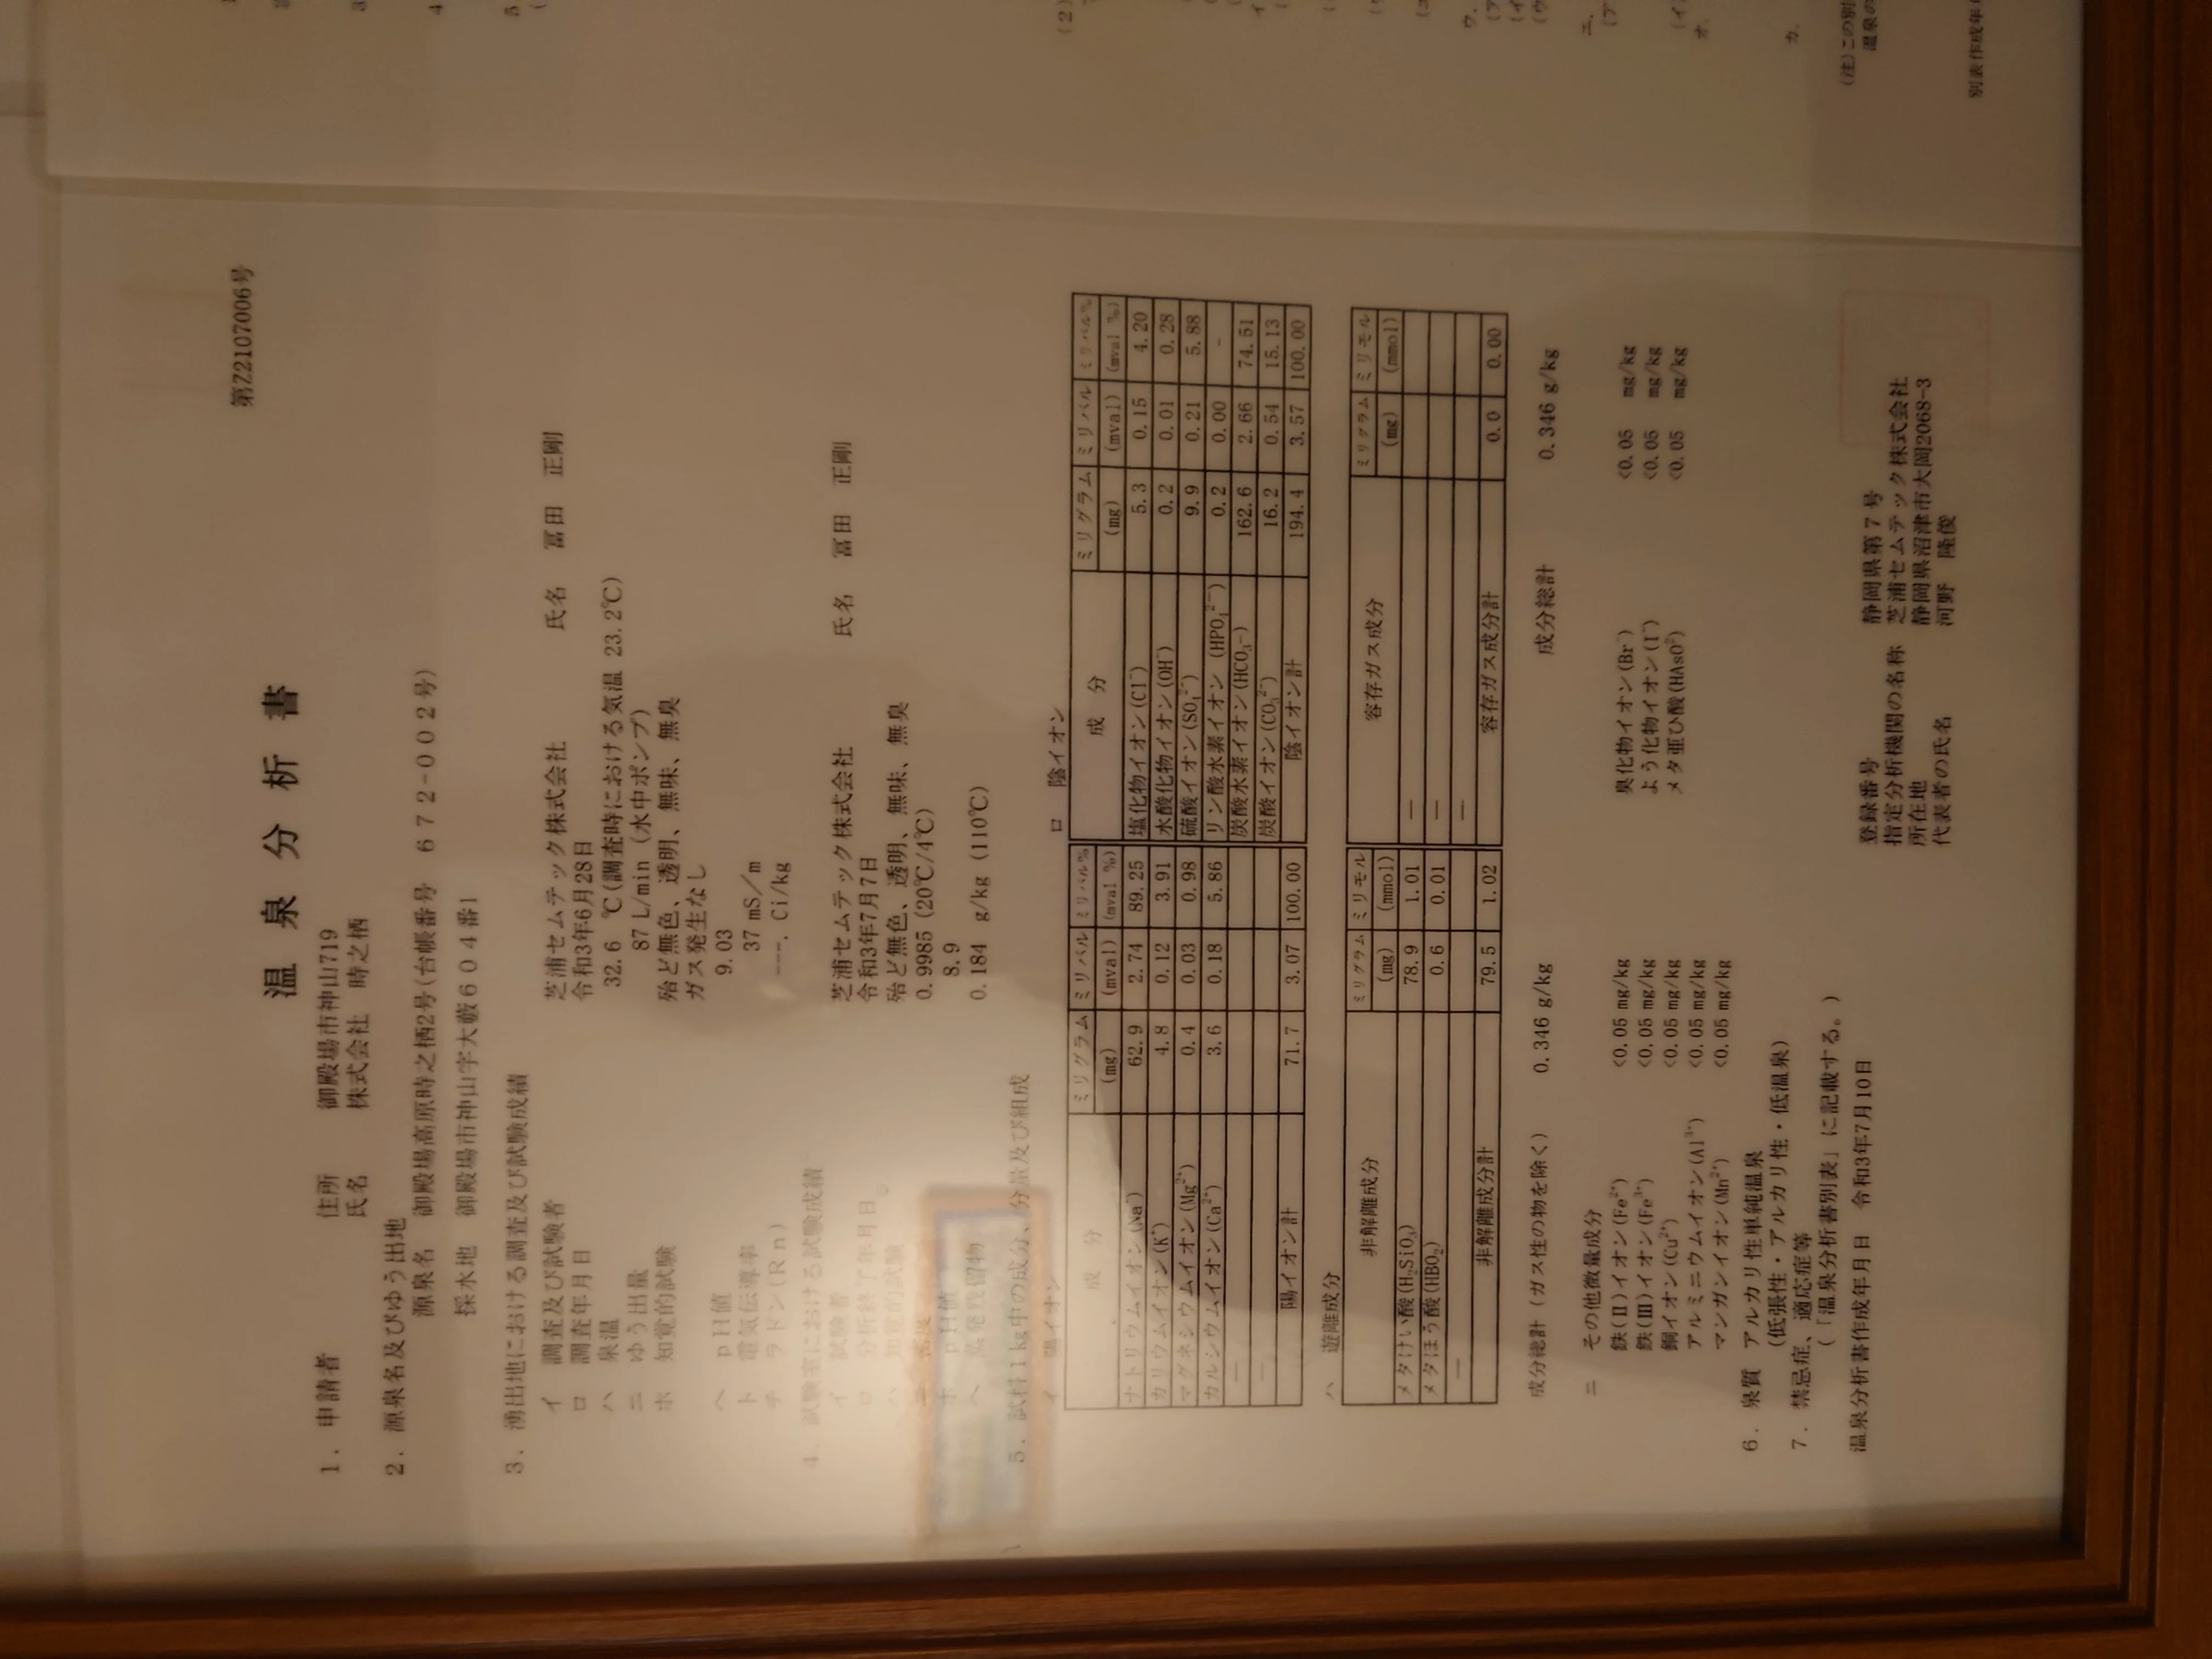 第Z2107006号
温 泉 分 析 書
1. 申請者 住所 御殿場市神山719
氏名 株式会社 時之栖
2. 源泉名及びゆう出地
源泉名 御殿場高原時之栖2号(台帳番号 672-002号)
採水地 御殿場市神山字大藪604番1
3. 湧出地における調査及び試験成績
イ 調査及び試験者 芝浦セムテック株式会社 氏名 冨田 正剛
ロ 調査年月日 令和3年6月28日
ハ 泉温 32.6 ℃(調査時における気温 23.2℃)
ニ ゆう出量 87 L/min (水中ポンプ)
ホ 知覚的試験 殆ど無色、透明、無味、無臭
ガス発生なし
ヘ pH値 9.03
ト 電気伝導率 37 mS/m
チ ラドン(Rn) ---. Ci/kg
4. 試験室における試験成績
イ 試験者 芝浦セムテック株式会社 氏名 冨田 正剛
ロ 分析終了年月日 令和3年7月7日
ハ 知覚的試験 殆ど無色、透明、無味、無臭
ニ 密度 0.9985 (20℃/4℃)
ホ pH値 8.9
ヘ 蒸発残留物 0.184 g/kg (110℃)
5. 試料1kg中の成分、分量及び組成
イ 陽イオン
成 分 ミリグラム(mg) ミリバル(mval) ミリバル%(mval %)
ナトリウムイオン(Na⁺) 62.9 2.74 89.25
カリウムイオン(K⁺) 4.8 0.12 3.91
マグネシウムイオン(Mg²⁺) 0.4 0.03 0.98
カルシウムイオン(Ca²⁺) 3.6 0.18 5.86
—
—
陽イオン計 71.7 3.07 100.00
ロ 陰イオン
成 分 ミリグラム(mg) ミリバル(mval) ミリバル%(mval %)
塩化物イオン(Cl⁻) 5.3 0.15 4.20
水酸化物イオン(OH⁻) 0.2 0.01 0.28
硫酸イオン(SO₄²⁻) 9.9 0.21 5.88
リン酸水素イオン (HPO₄²⁻) 0.2 0.00 -
炭酸水素イオン(HCO₃-) 162.6 2.66 74.51
炭酸イオン(CO₃²⁻) 16.2 0.54 15.13
陰イオン計 194.4 3.57 100.00
ハ 遊離成分
非解離成分 ミリグラム(mg) ミリモル(mmol)
メタけい酸(H₂SiO₃) 78.9 1.01
メタほう酸(HBO₂) 0.6 0.01
—
非解離成分計 79.5 1.02
容存ガス成分 ミリグラム(mg) ミリモル(mmol)
—
—
—
容存ガス成分計 0.0 0.00
成分総計 (ガス性の物を除く) 0.346 g/kg 成分総計 0.346 g/kg
ニ その他微量成分
鉄(Ⅱ)イオン(Fe²⁺) <0.05 mg/kg 臭化物イオン(Br⁻) <0.05 mg/kg
鉄(Ⅲ)イオン(Fe³⁺) <0.05 mg/kg よう化物イオン(I⁻) <0.05 mg/kg
銅イオン(Cu²⁺) <0.05 mg/kg メタ亜ひ酸(HAsO²) <0.05 mg/kg
アルミニウムイオン(Al³⁺) <0.05 mg/kg
マンガンイオン(Mn²⁺) <0.05 mg/kg
6. 泉質 アルカリ性単純温泉
(低張性・アルカリ性・低温泉)
7. 禁忌症、適応症等
(「温泉分析書別表」に記載する。)
温泉分析書作成年月日 令和3年7月10日
登録番号 静岡県第7号
指定分析機関の名称 芝浦セムテック株式会社
所在地 静岡県沼津市大岡2068-3
代表者の氏名 河野 隆俊
(2)
(注)この別
温泉の
別表作成年